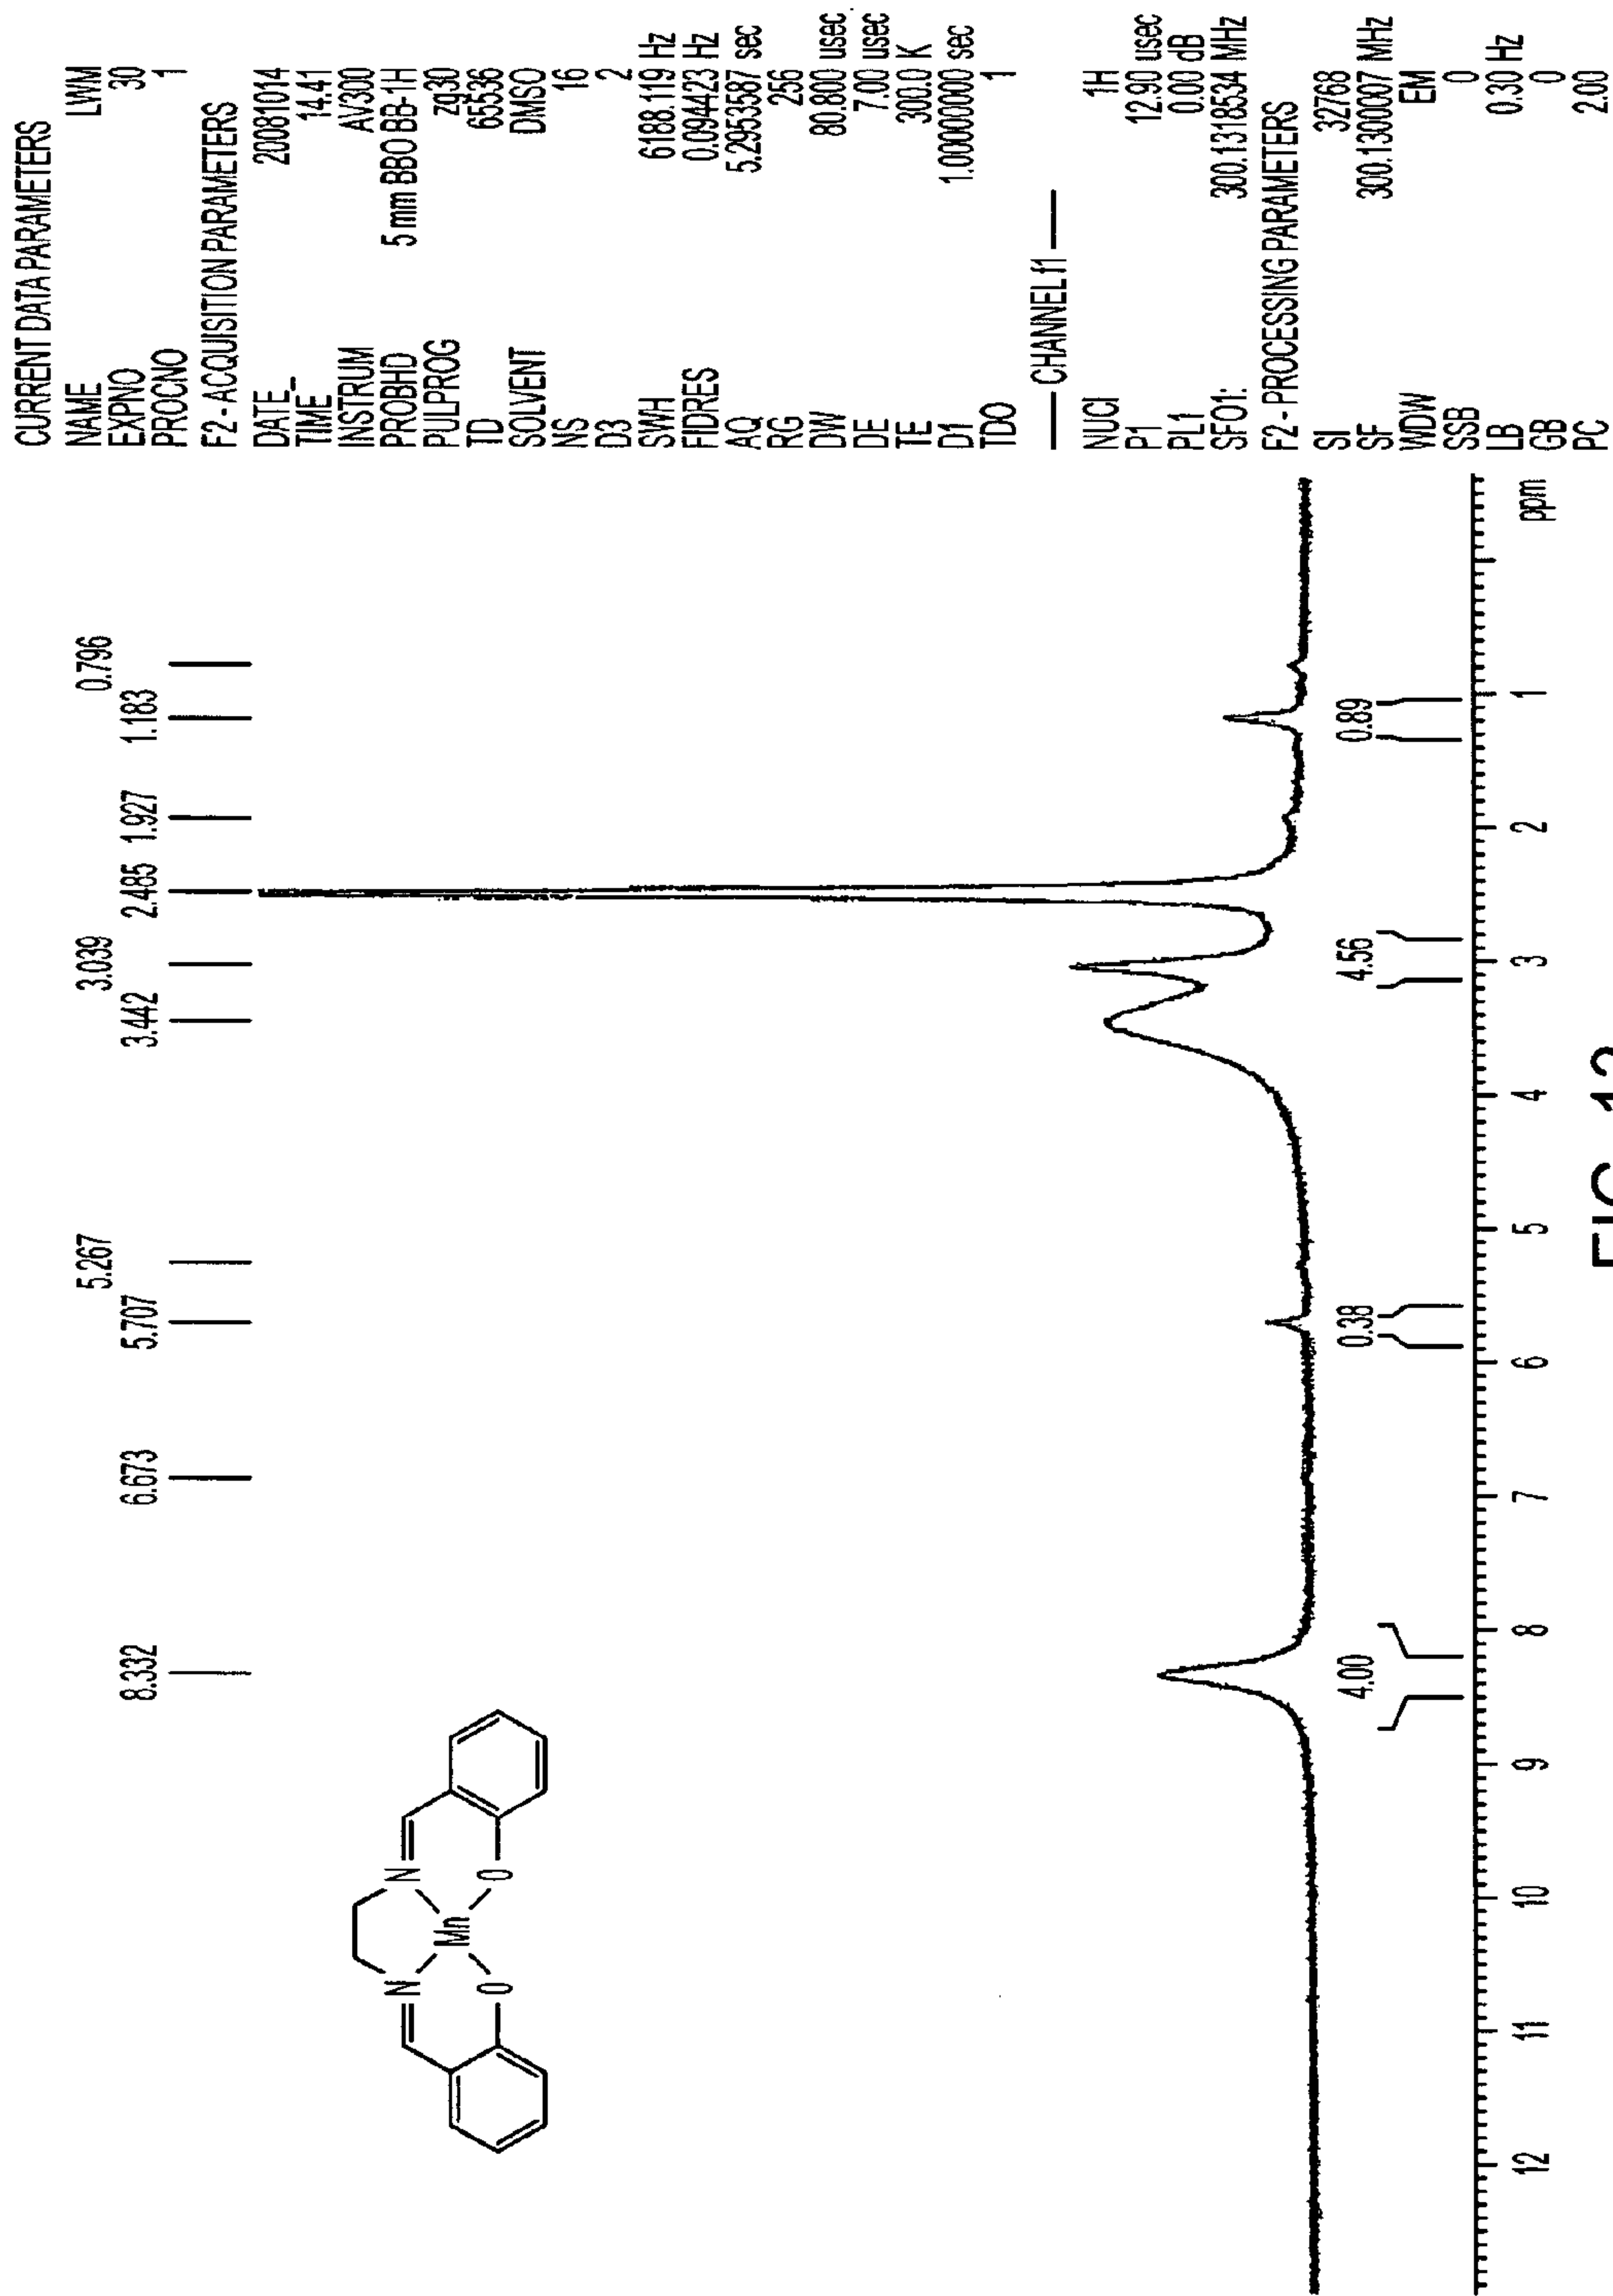 CURRENT DATA PARAMETERS
NAME LWM
EXPNO 30
PROCNO 1
F2 - ACQUISITION PARAMETERS
DATE_ 20081014
TIME 14.41
INSTRUM AV300
PROBHD 5 mm BBO BB-1H
PULPROG zg30
TD 65536
SOLVENT DMSO
NS 16
D3 2
SWH 6188.119 Hz
FIDRES 0.094423 Hz
AQ 5.2953587 sec
RG 256
DW 80.800 usec
DE 7.00 usec
TE 300.0 K
D1 1.00000000 sec
TDO 1
CHANNEL f1
NUCI 1H
P1 12.90 usec
PL1 0.00 dB
SFO1: 300.1318534 MHz
F2 - PROCESSING PARAMETERS
SI 32768
SF 300.1300007 MHz
WDW EM
SSB 0
LB 0.30 Hz
GB 0
PC 2.00
8.332 6.673 5.707 5.267 3.442 3.039 2.485 1.927 1.183 0.796
N N
Mn
O O
4.00 0.38 4.56 0.89
12 11 10 9 8 7 6 5 4 3 2 1 ppm